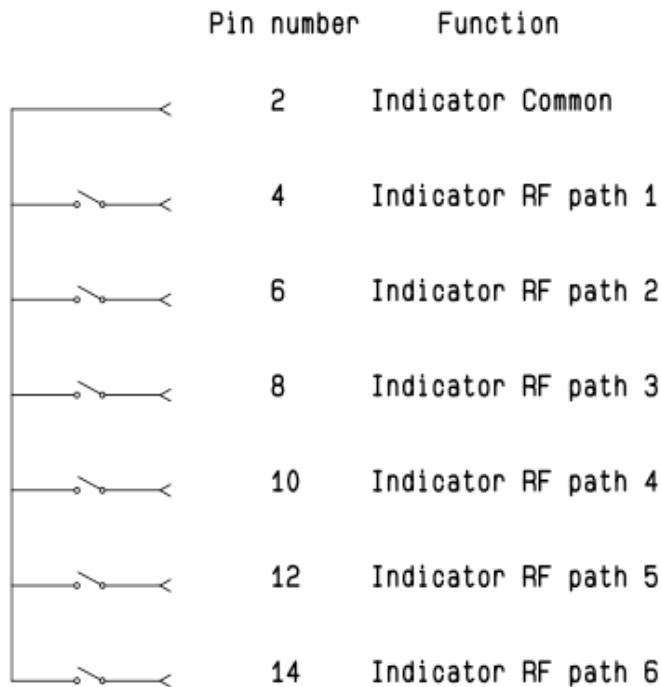 Pin number Function
2 Indicator Common
4 Indicator RF path 1
6 Indicator RF path 2
8 Indicator RF path 3
10 Indicator RF path 4
12 Indicator RF path 5
14 Indicator RF path 6